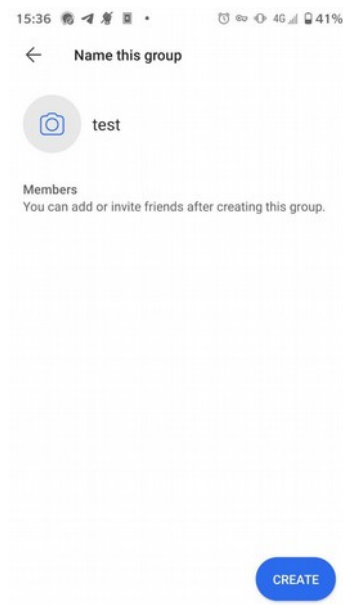 15:36 4G 41%
Name this group
test
Members
You can add or invite friends after creating this group.
CREATE